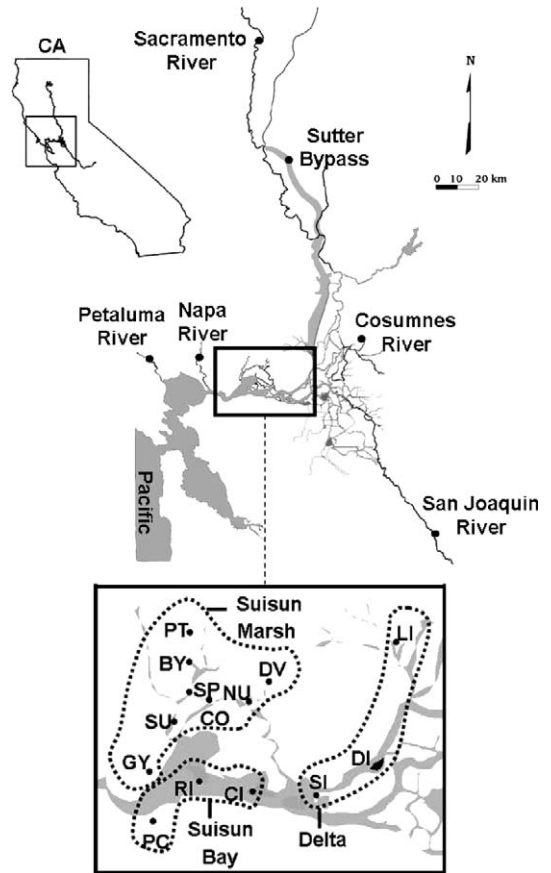 CA
Sacramento
River
N
Sutter
Bypass
0 10 20 km
Petaluma
River
Napa
River
Cosumnes
River
Pacific
San Joaquin
River
Suisun
Marsh
PT
LI
BY
DV
SP
NU
CO
SU
GY
DI
RI
CI
SI
PC
Suisun
Bay
Delta